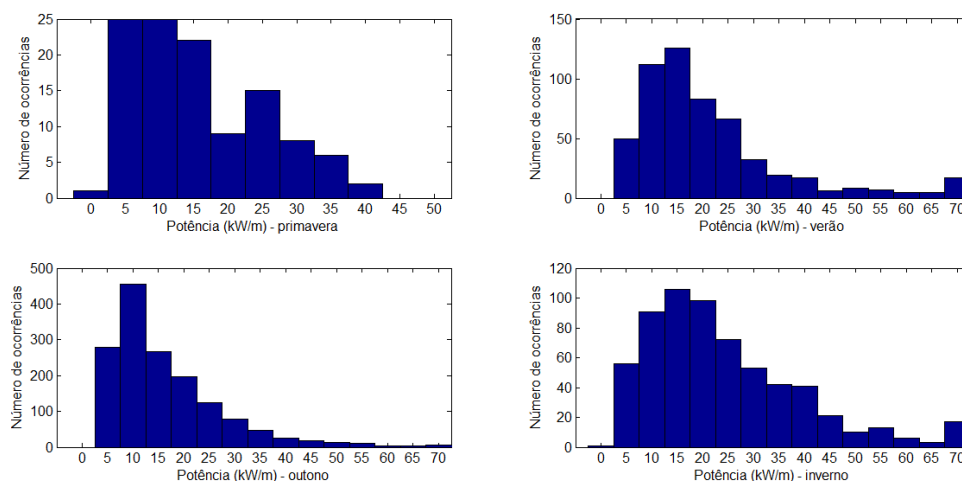 25
20
15
10
5
0
Número de ocorrências
0 5 10 15 20 25 30 35 40 45 50
Potência (kW/m) - primavera
150
100
50
0
Número de ocorrências
0 5 10 15 20 25 30 35 40 45 50 55 60 65 70
Potência (kW/m) - verão
500
400
300
200
100
0
Número de ocorrências
0 5 10 15 20 25 30 35 40 45 50 55 60 65 70
Potência (kW/m) - outono
120
100
80
60
40
20
0
Número de ocorrências
0 5 10 15 20 25 30 35 40 45 50 55 60 65 70
Potência (kW/m) - inverno